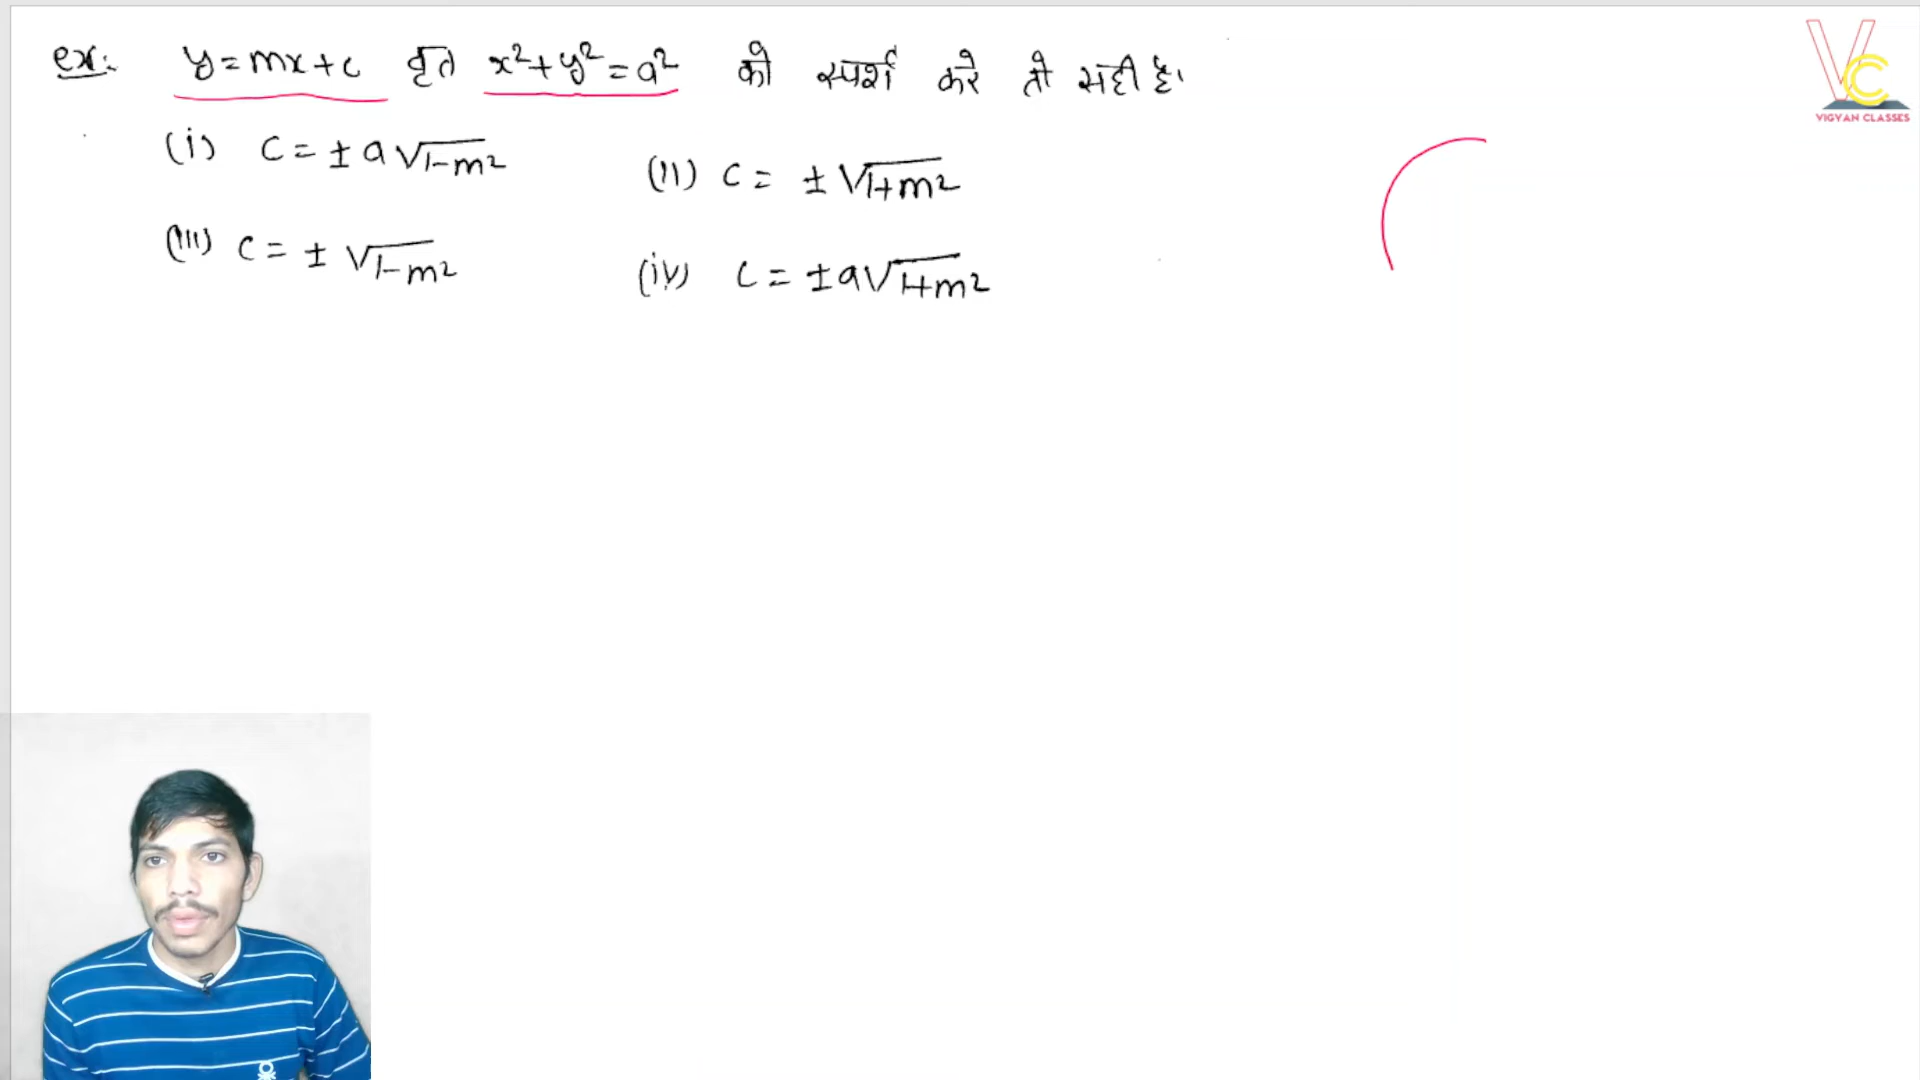 ex: y = mx + c वृत x² + y² = a² को स्पर्श करे तो सही है।
(i) c = ± a√1-m²
(ii) c = ± √1+m²
(iii) c = ± √1-m²
(iv) c = ± a√1+m²
VC
VIGYAN CLASSES